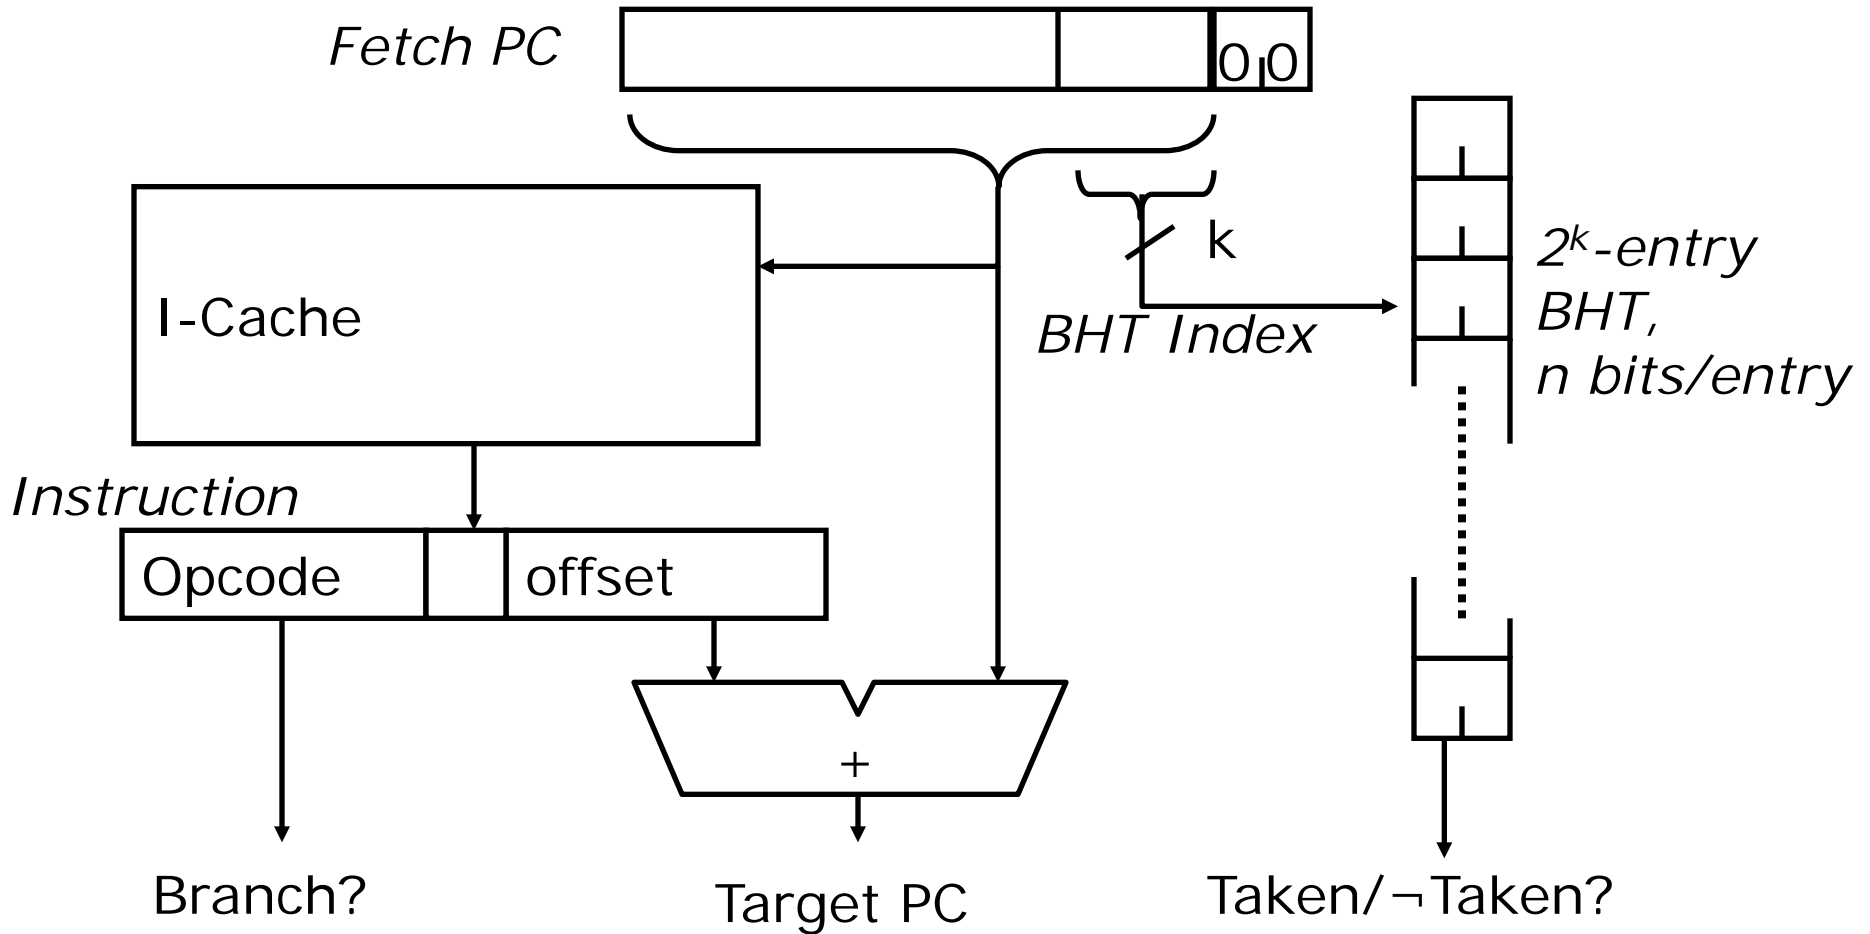 Fetch PC
0 0
k
2ᵏ-entry
BHT,
n bits/entry
I-Cache
BHT Index
Instruction
Opcode
offset
+
Branch?
Target PC
Taken/¬Taken?